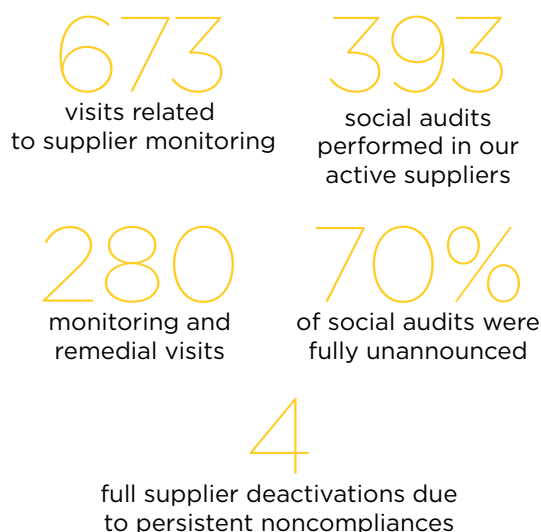 673
visits related
to supplier monitoring
393
social audits
performed in our
active suppliers
280
monitoring and
remedial visits
70%
of social audits were
fully unannounced
4
full supplier deactivations due
to persistent noncompliances